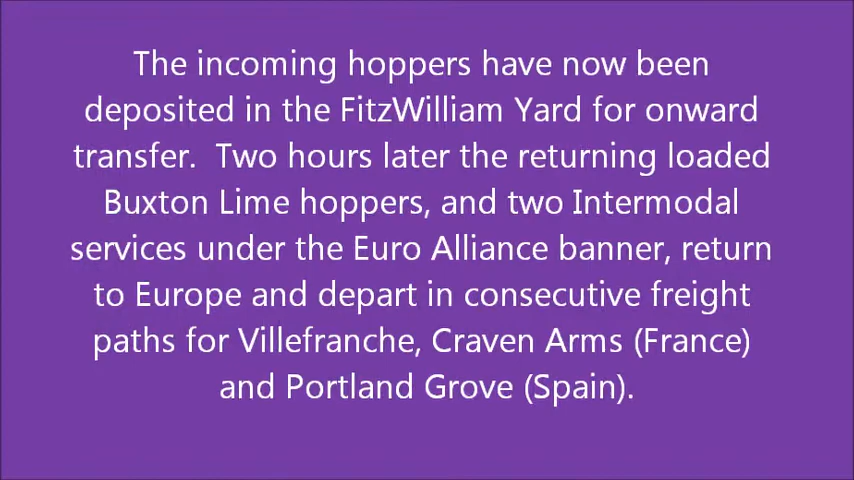 The incoming hoppers have now been
deposited in the FitzWilliam Yard for onward
transfer.  Two hours later the returning loaded
Buxton Lime hoppers, and two Intermodal
services under the Euro Alliance banner, return
to Europe and depart in consecutive freight
paths for Villefranche, Craven Arms (France)
and Portland Grove (Spain).